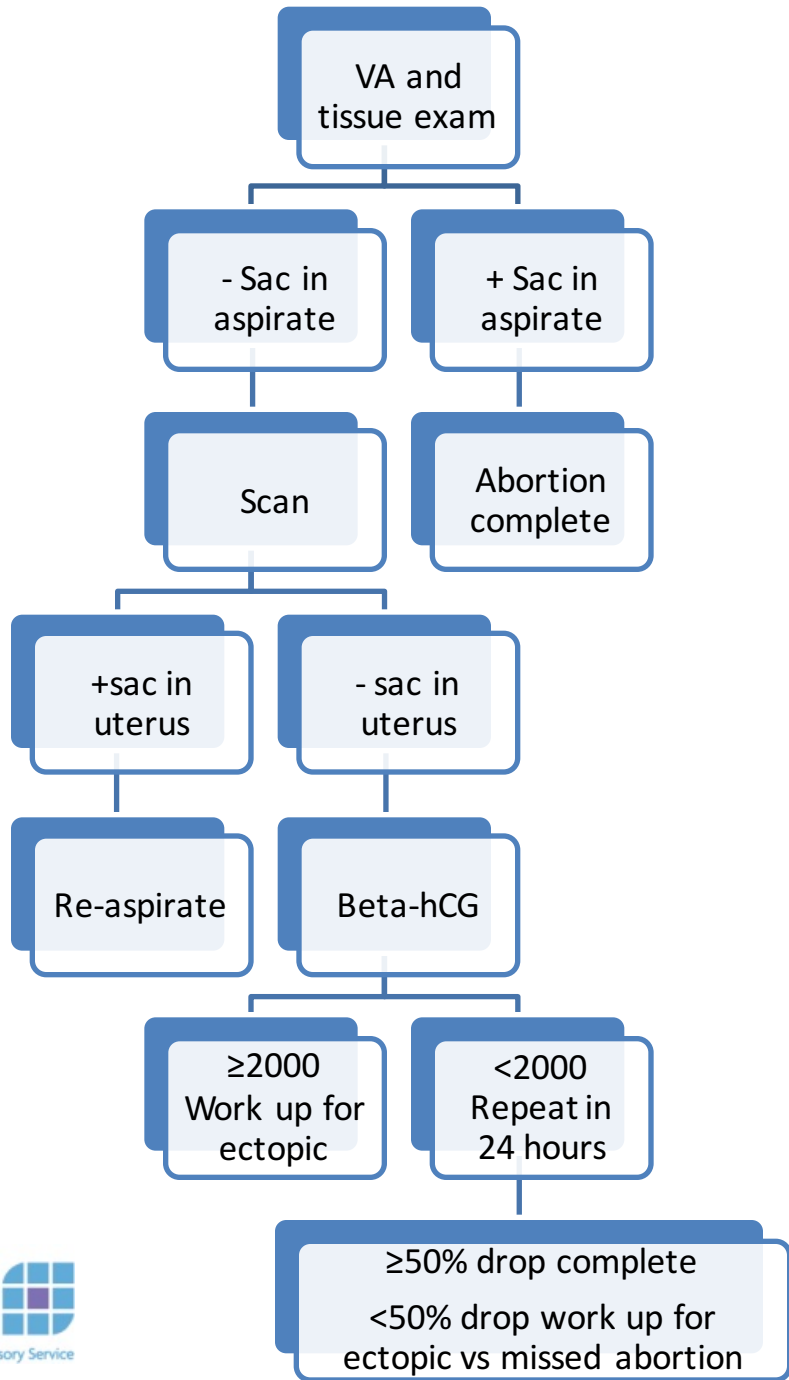 VA and
tissue exam
- Sac in
aspirate
+ Sac in
aspirate
Scan
Abortion
complete
+sac in
uterus
- sac in
uterus
Re-aspirate
Beta-hCG
≥2000
Work up for
ectopic
<2000
Repeat in
24 hours
≥50% drop complete
<50% drop work up for
ectopic vs missed abortion
Service